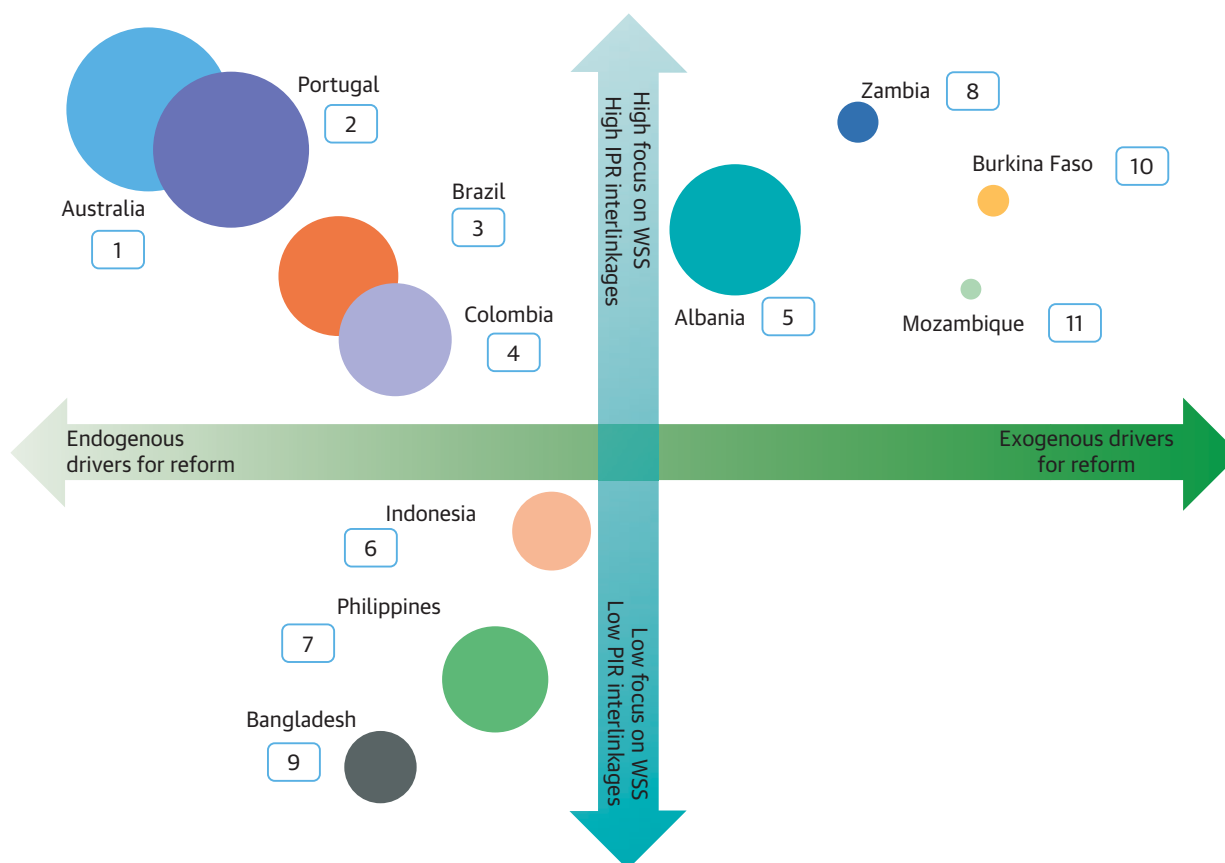 Portugal
2
Zambia
8
Burkina Faso
10
Australia
1
Brazil
3
High focus on WSS
High IPR interlinkages
Colombia
4
Albania
5
Mozambique
11
Endogenous
drivers for reform
Exogenous drivers
for reform
Indonesia
6
Philippines
7
Low focus on WSS
Low PIR interlinkages
Bangladesh
9